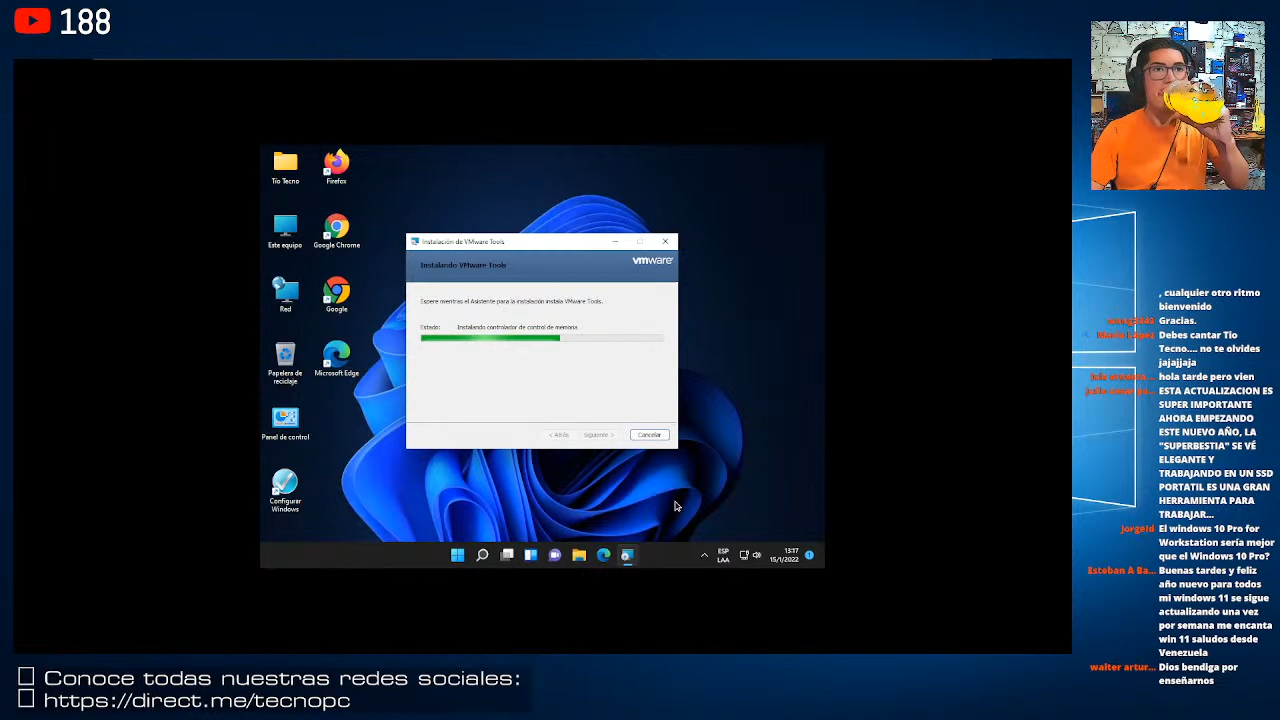 188
Tío Tecno
Firefox
Este equipo
Google Chrome
Red
Google
Papelera de
reciclaje
Microsoft Edge
Panel de control
Configurar
Windows
Instalación de VMware Tools
Instalando VMware Tools
vmware
Espere mientras el Asistente para la instalación instala VMware Tools.
Estado: Instalando controlador de control de memoria
< Atrás
Siguiente >
Cancelar
ESP
LAA
13:17
15/1/2022
1
, cualquier otro ritmo
bienvenido
Gracias.
Debes cantar Tio
Tecno.... no te olvides
jajajjaja
hola tarde pero vien
ESTA ACTUALIZACION ES
SUPER IMPORTANTE
AHORA EMPEZANDO
ESTE NUEVO AÑO, LA
"SUPERBESTIA" SE VÉ
ELEGANTE Y
TRABAJANDO EN UN SSD
PORTATIL ES UNA GRAN
HERRAMIENTA PARA
TRABAJAR...
JorgeId El windows 10 Pro for
Workstation sería mejor
que el Windows 10 Pro?
Esteban A Ba... Buenas tardes y feliz
año nuevo para todos
mi windows 11 se sigue
actualizando una vez
por semana me encanta
win 11 saludos desde
Venezuela
walter artur... Dios bendiga por
enseñarnos
Conoce todas nuestras redes sociales:
https://direct.me/tecnopc